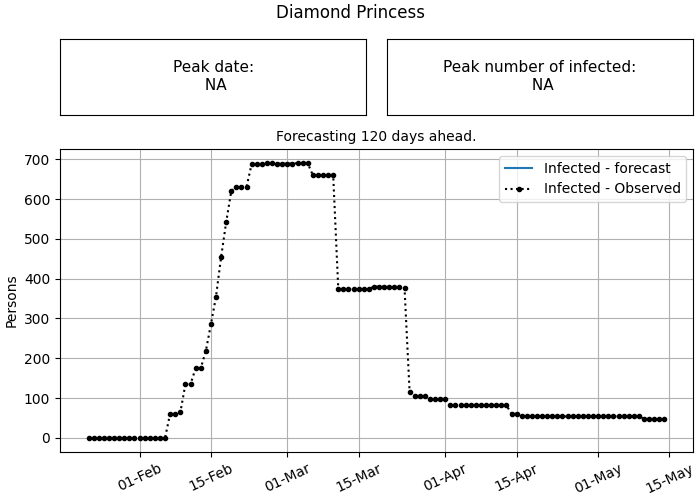 Diamond Princess
Peak date:
NA
Peak number of infected:
NA
Forecasting 120 days ahead.
Infected - forecast
Infected - Observed
Persons
700
600
500
400
300
200
100
0
01-Feb
15-Feb
01-Mar
15-Mar
01-Apr
15-Apr
01-May
15-May